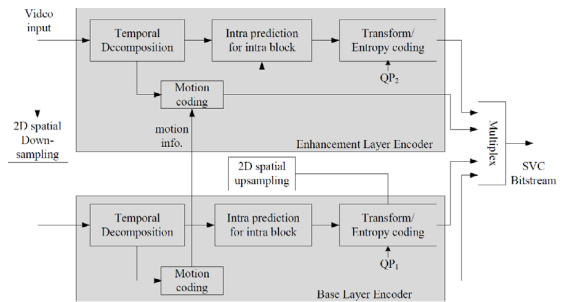 Video
input
Temporal
Decomposition
Intra prediction
for intra block
Transform/
Entropy coding
QP2
Motion
coding
2D spatial
Down-
sampling
motion
info.
Enhancement Layer Encoder
Multiplex
SVC
Bitstream
2D spatial
upsampling
Temporal
Decomposition
Intra prediction
for intra block
Transform/
Entropy coding
QP1
Motion
coding
Base Layer Encoder